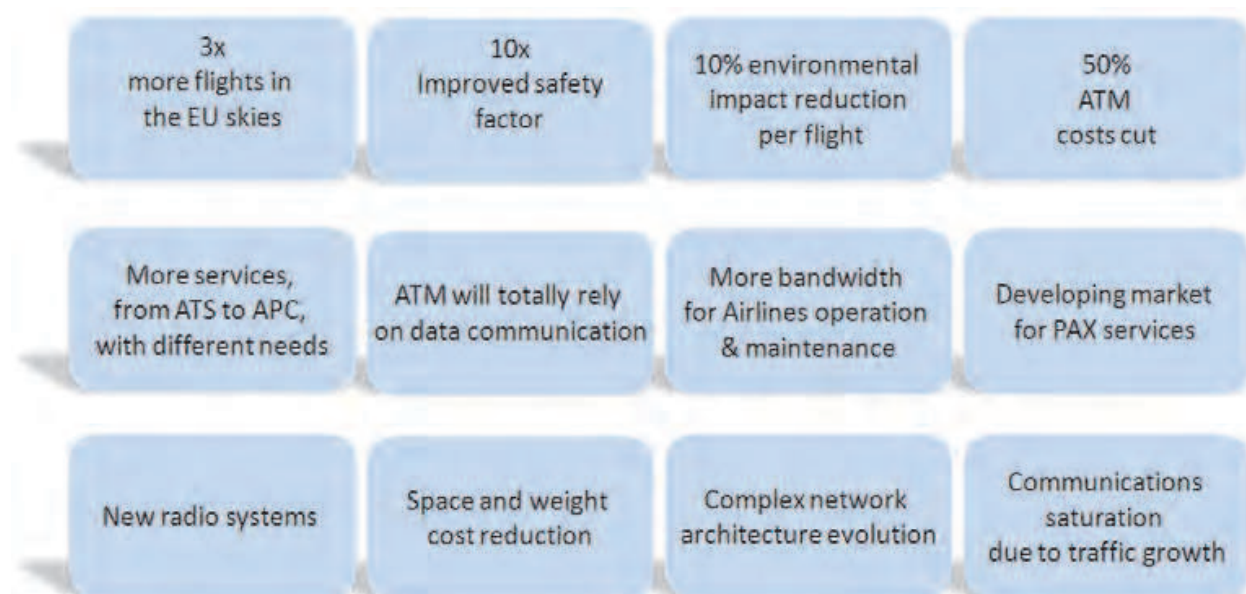 3x
more flights in
the EU skies
10x
Improved safety
factor
10% environmental
impact reduction
per flight
50%
ATM
costs cut
More services,
from ATS to APC,
with different needs
ATM will totally rely
on data communication
More bandwidth
for Airlines operation
& maintenance
Developing market
for PAX services
New radio systems
Space and weight
cost reduction
Complex network
architecture evolution
Communications
saturation
due to traffic growth